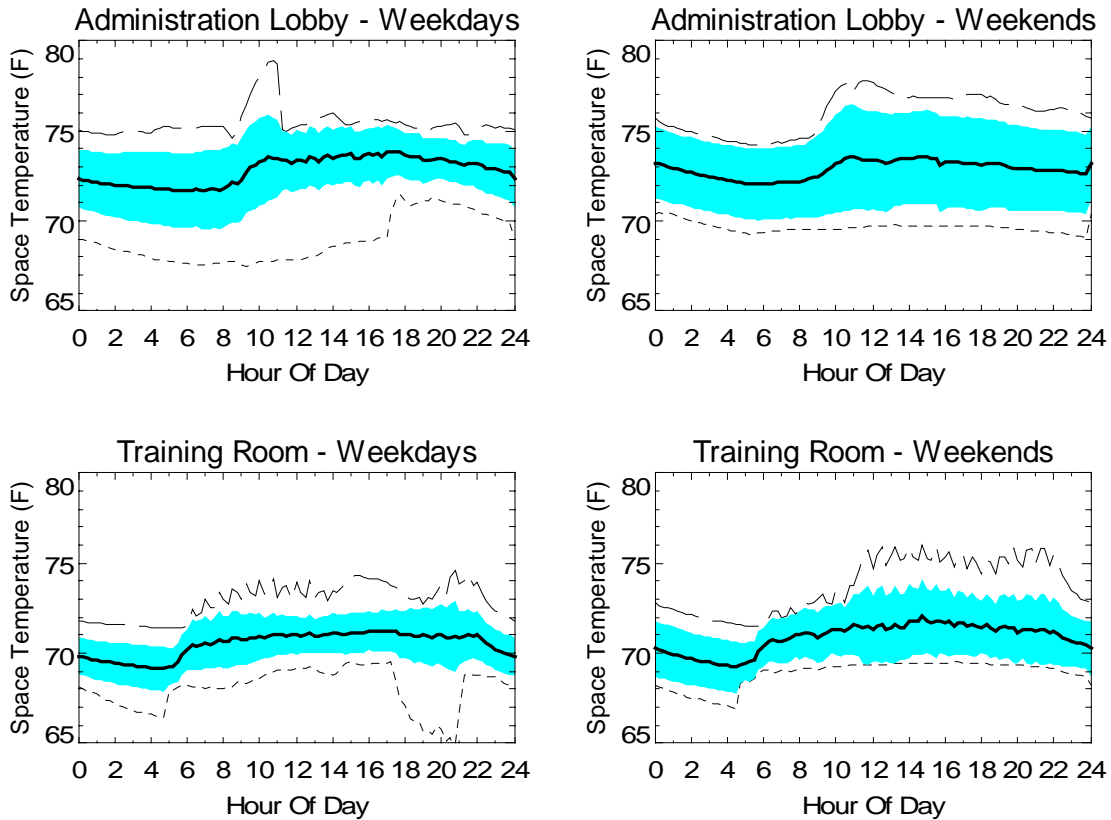 Administration Lobby - Weekdays
Space Temperature (F)
80
75
70
65
0 2 4 6 8 10 12 14 16 18 20 22 24
Hour Of Day
Administration Lobby - Weekends
Space Temperature (F)
80
75
70
65
0 2 4 6 8 10 12 14 16 18 20 22 24
Hour Of Day
Training Room - Weekdays
Space Temperature (F)
80
75
70
65
0 2 4 6 8 10 12 14 16 18 20 22 24
Hour Of Day
Training Room - Weekends
Space Temperature (F)
80
75
70
65
0 2 4 6 8 10 12 14 16 18 20 22 24
Hour Of Day